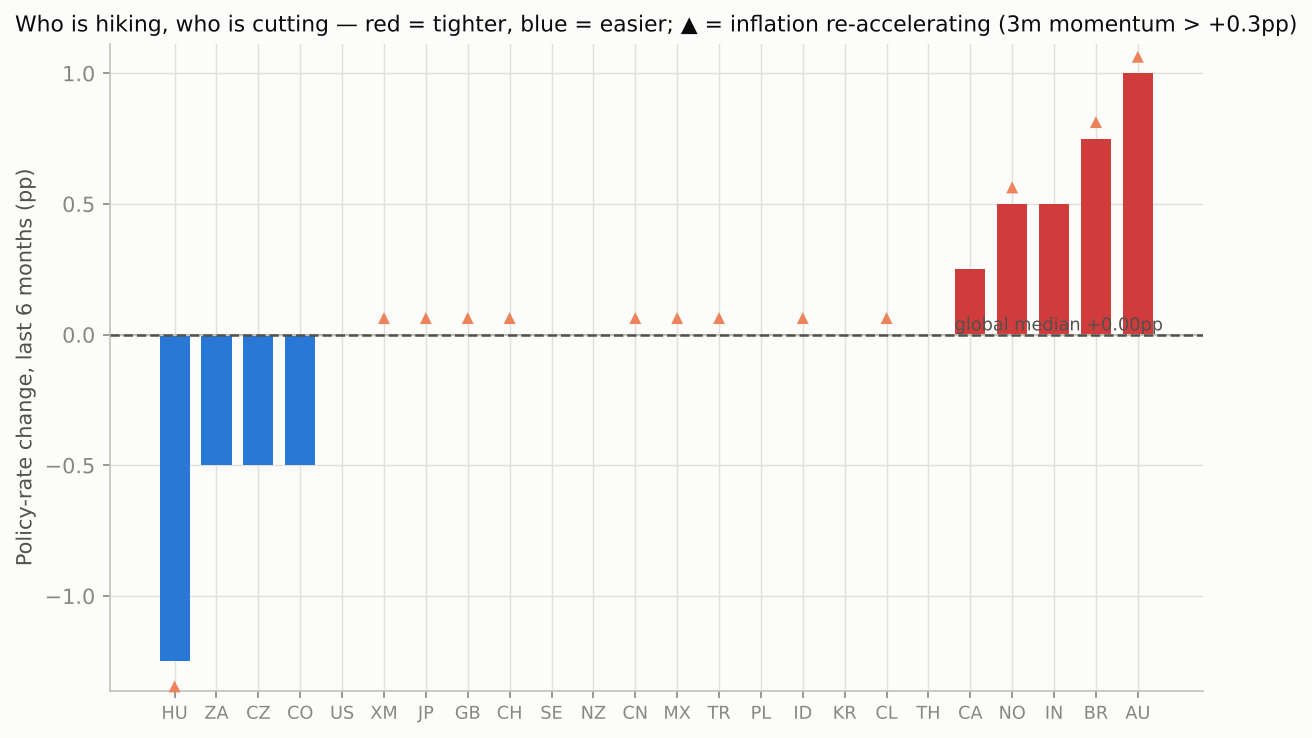 Who is hiking, who is cutting — red = tighter, blue = easier; ▲ = inflation re-accelerating (3m momentum > +0.3pp)
Policy-rate change, last 6 months (pp)
1.0
0.5
0.0
−0.5
−1.0
global median +0.00pp
HU ZA CZ CO US XM JP GB CH SE NZ CN MX TR PL ID KR CL TH CA NO IN BR AU